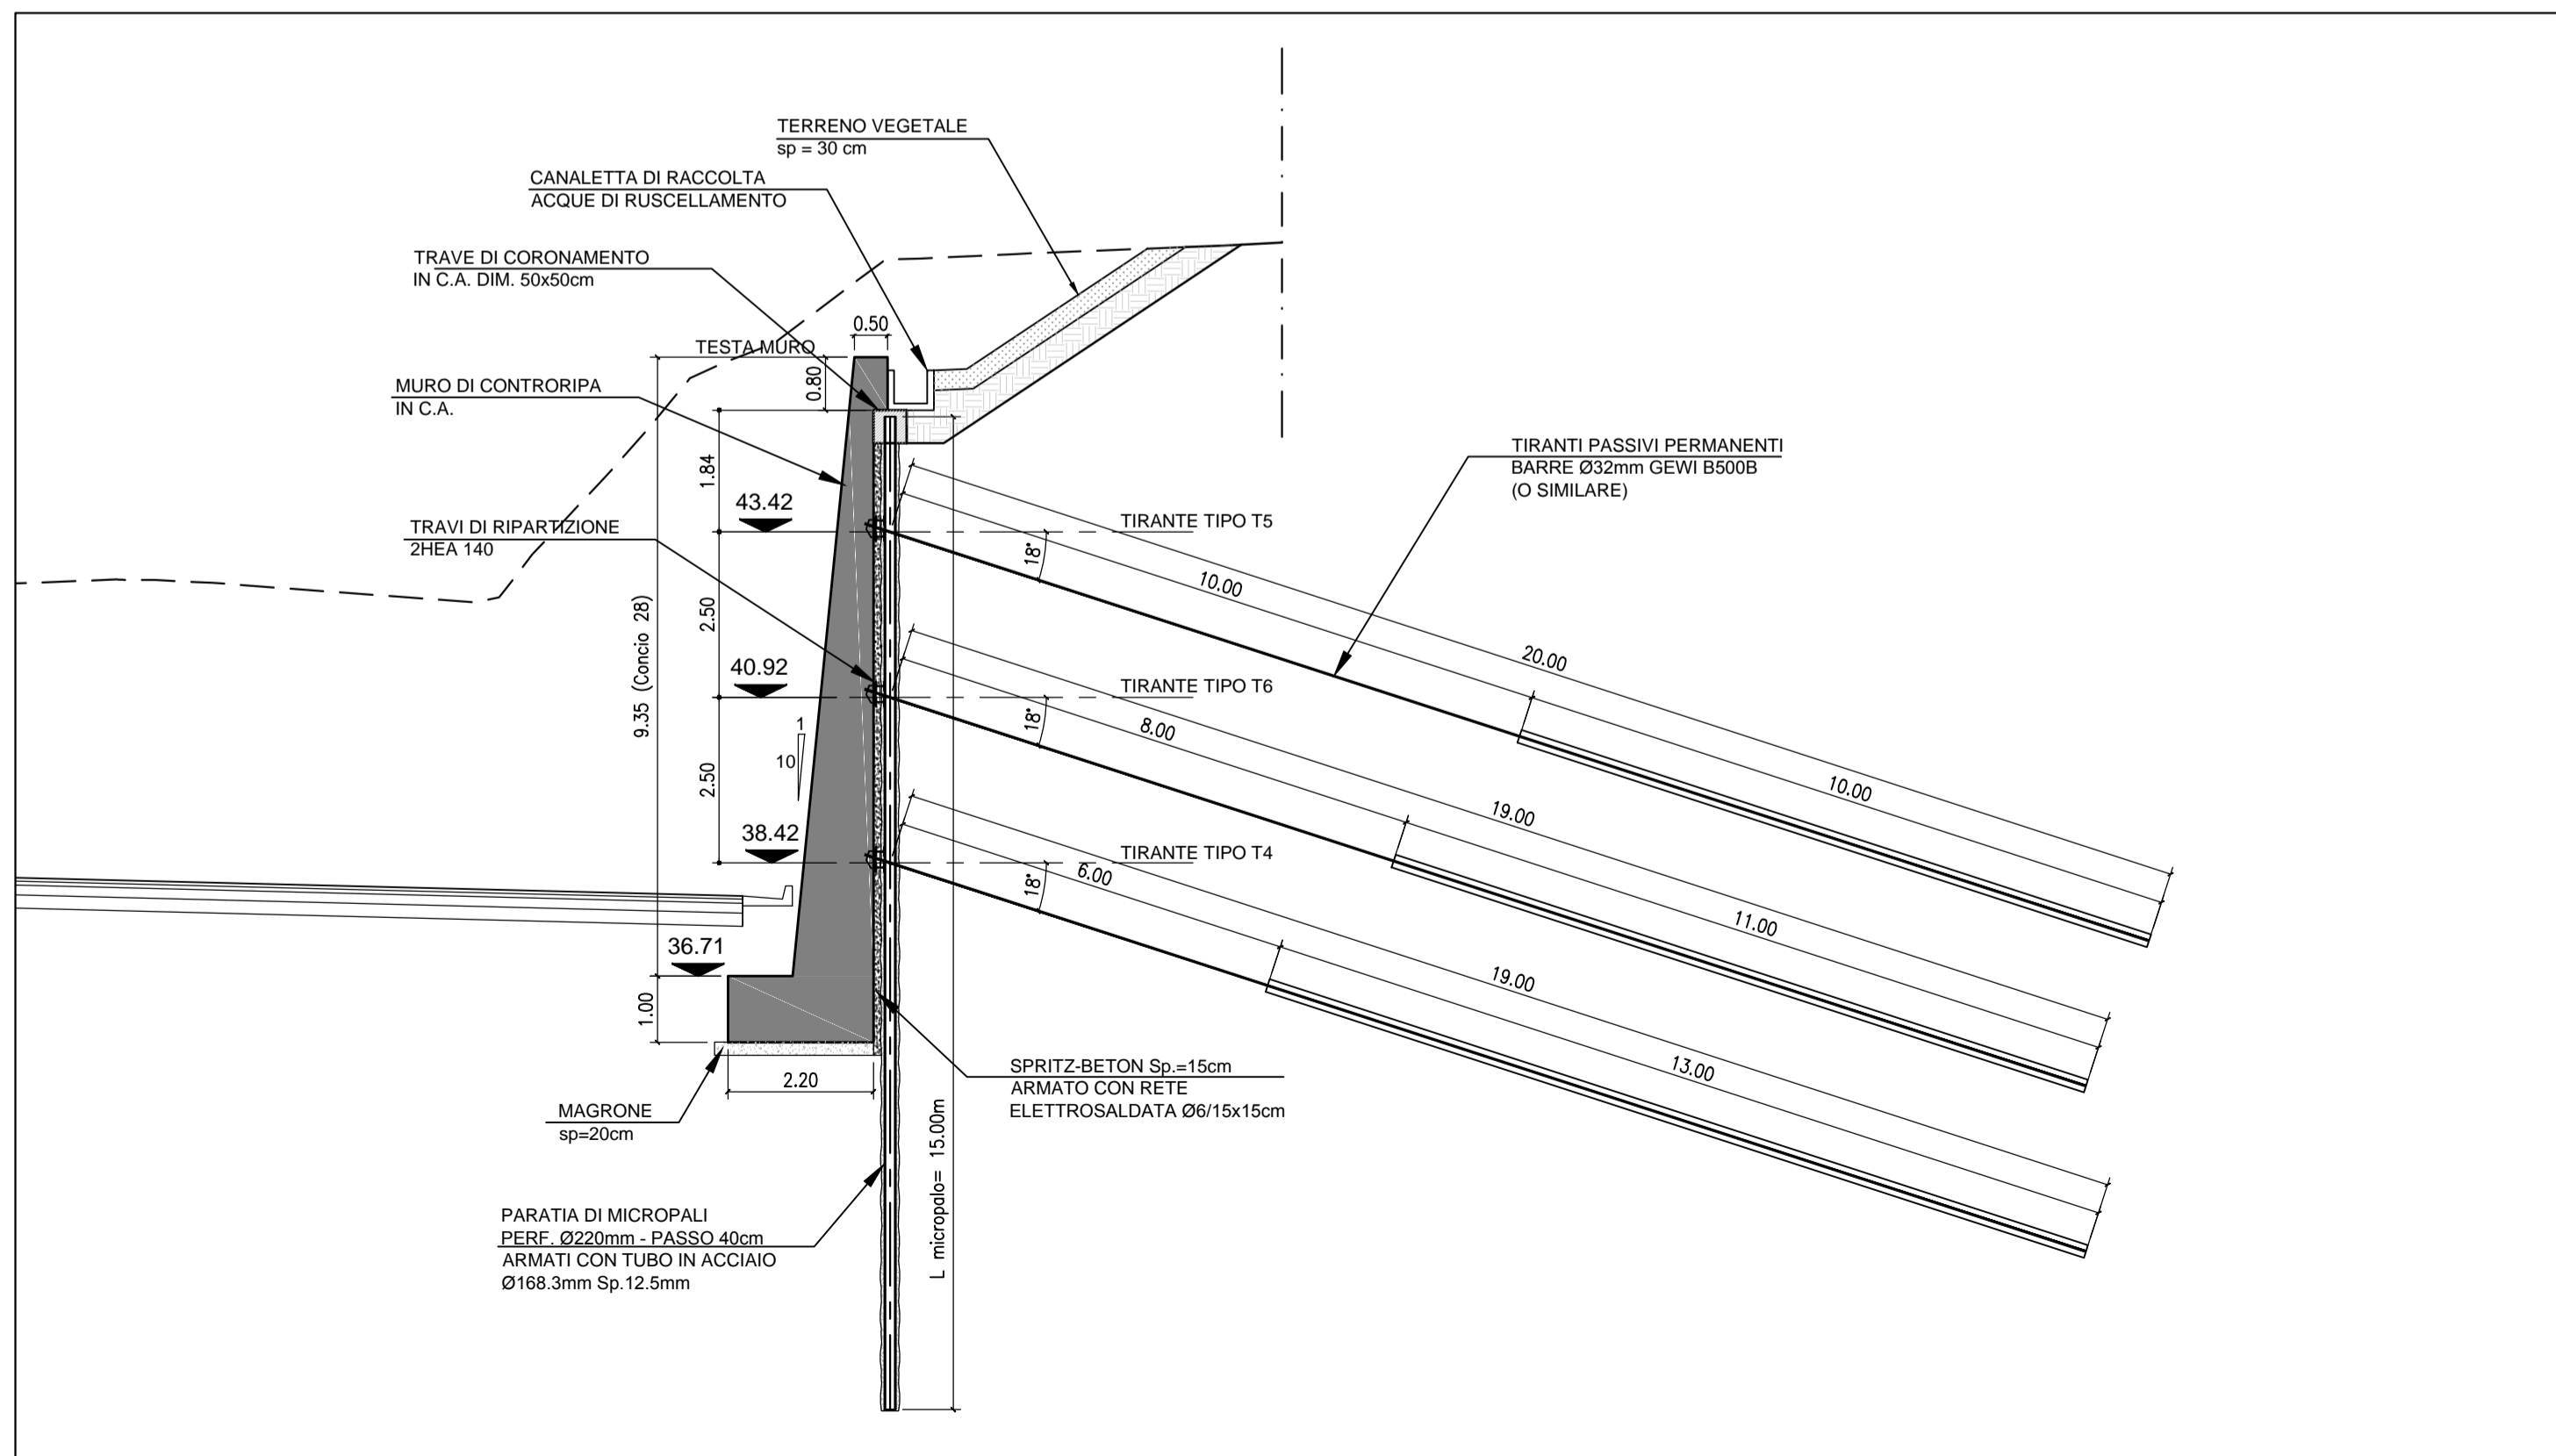 TERRENO VEGETALE
sp = 30 cm
CANALETTA DI RACCOLTA
ACQUE DI RUSCELLAMENTO
TRAVE DI CORONAMENTO
IN C.A. DIM. 50x50cm
0.50
TESTA MURO
0.80
MURO DI CONTRORIPA
IN C.A.
1.84
43.42
TRAVI DI RIPARTIZIONE
2HEA 140
2.50
9.35 (Concio 28)
40.92
1
10
2.50
38.42
36.71
1.00
2.20
MAGRONE
sp=20cm
PARATIA DI MICROPALI
PERF. Ø220mm - PASSO 40cm
ARMATI CON TUBO IN ACCIAIO
Ø168.3mm Sp.12.5mm
L micropalo= 15.00m
SPRITZ-BETON Sp.=15cm
ARMATO CON RETE
ELETTROSALDATA Ø6/15x15cm
TIRANTI PASSIVI PERMANENTI
BARRE Ø32mm GEWI B500B
(O SIMILARE)
TIRANTE TIPO T5
18°
10.00
20.00
10.00
TIRANTE TIPO T6
18°
8.00
19.00
11.00
TIRANTE TIPO T4
18°
6.00
19.00
13.00